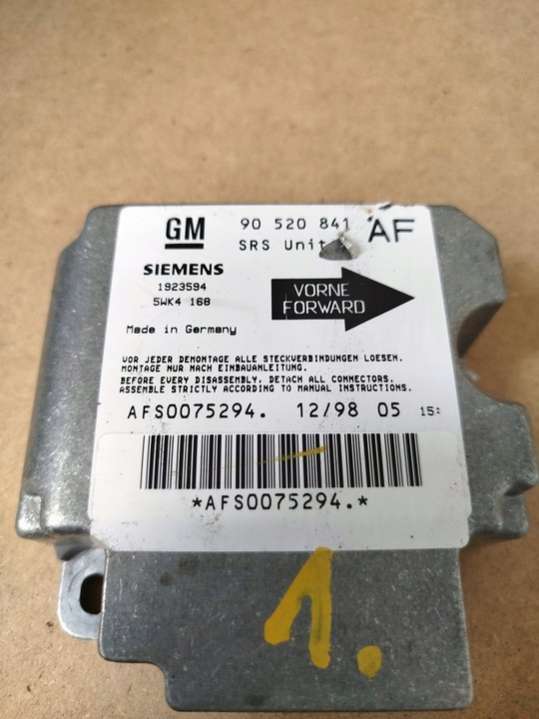 GM 90 520 841 AF
SRS Unit
SIEMENS
1923594
5WK4 168
VORNE
FORWARD
Made in Germany
VOR JEDER DEMONTAGE ALLE STECKVERBINDUNGEN LOESEN.
MONTAGE NUR NACH EINBAUANLEITUNG.
BEFORE EVERY DISASSEMBLY, DETACH ALL CONNECTORS.
ASSEMBLE STRICTLY ACCORDING TO MANUAL INSTRUCTIONS.
AFS0075294. 12/98 05 15:
*AFS0075294.*
1.